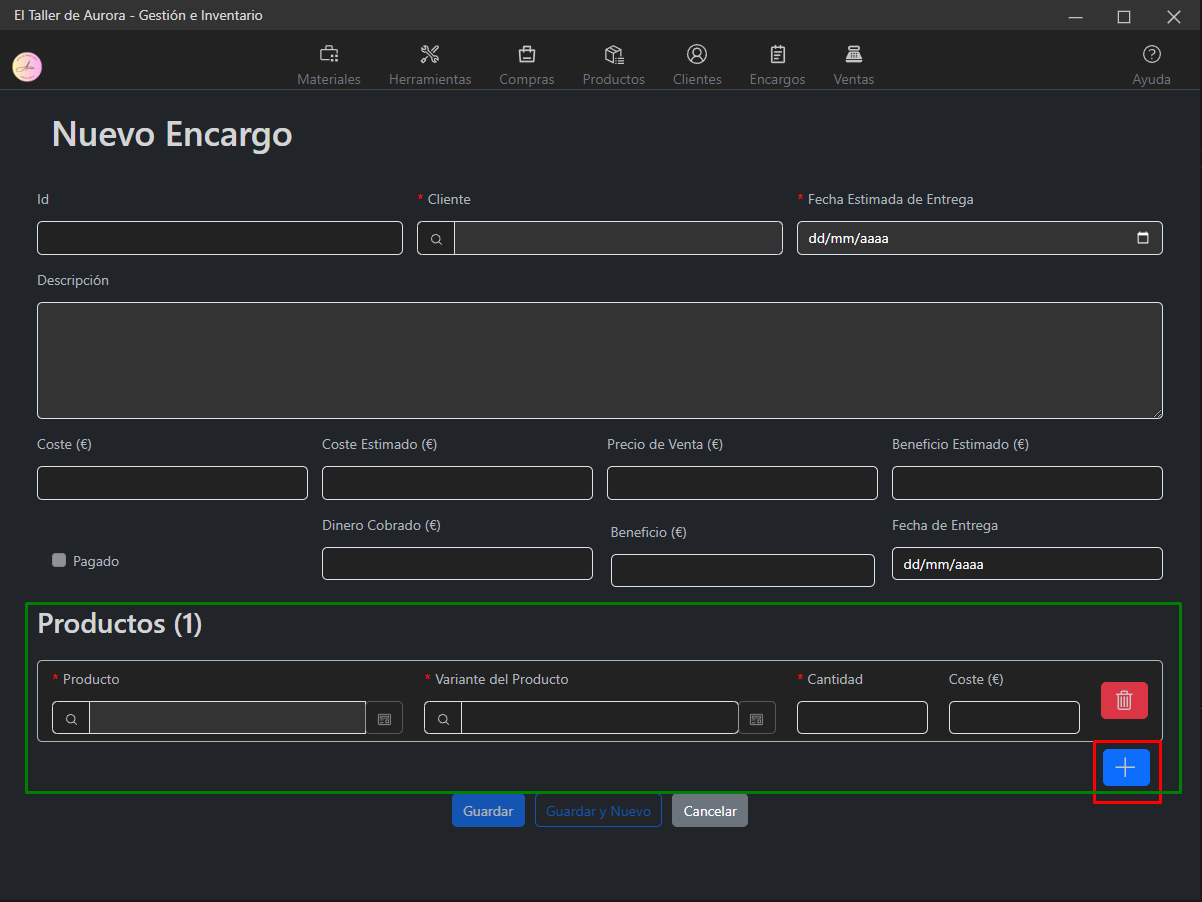 El Taller de Aurora - Gestión e Inventario
Materiales Herramientas Compras Productos Clientes Encargos Ventas Ayuda
Nuevo Encargo
Id * Cliente * Fecha Estimada de Entrega
dd/mm/aaaa
Descripción
Coste (€) Coste Estimado (€) Precio de Venta (€) Beneficio Estimado (€)
Dinero Cobrado (€) Beneficio (€) Fecha de Entrega
Pagado dd/mm/aaaa
Productos (1)
* Producto * Variante del Producto * Cantidad Coste (€)
Guardar Guardar y Nuevo Cancelar